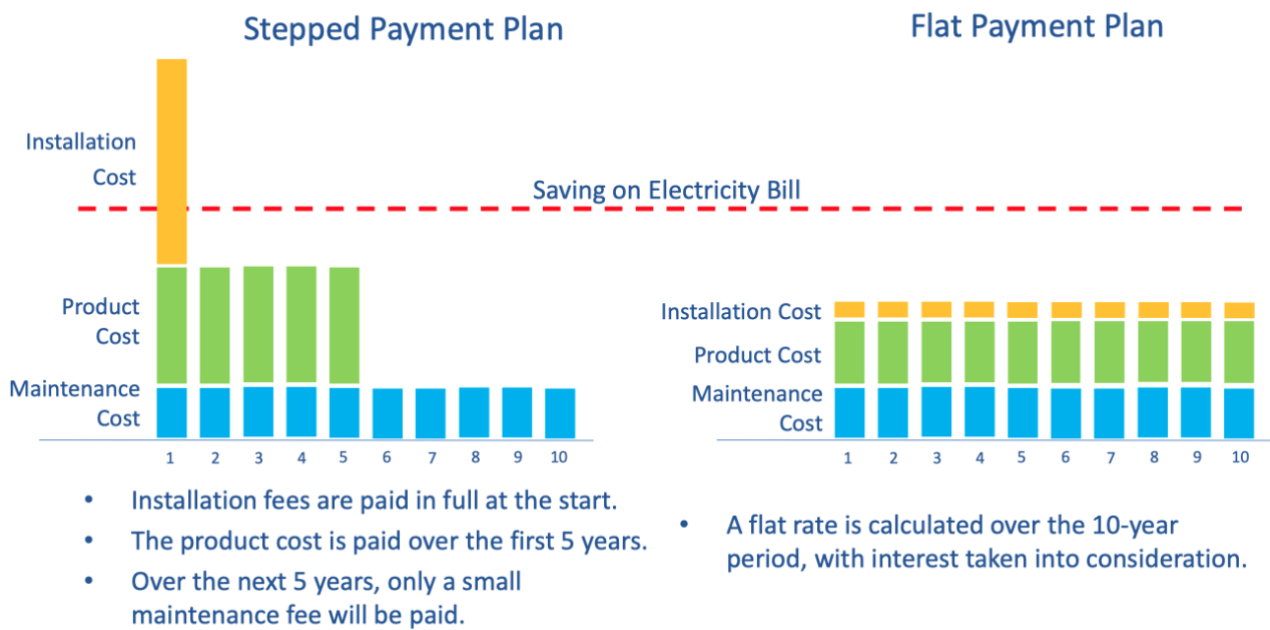 Stepped Payment Plan
Flat Payment Plan
Installation
Cost
Saving on Electricity Bill
Product
Cost
Maintenance
Cost
1 2 3 4 5 6 7 8 9 10
Installation Cost
Product Cost
Maintenance
Cost
1 2 3 4 5 6 7 8 9 10
• Installation fees are paid in full at the start.
• The product cost is paid over the first 5 years.
• Over the next 5 years, only a small
maintenance fee will be paid.
• A flat rate is calculated over the 10-year
period, with interest taken into consideration.